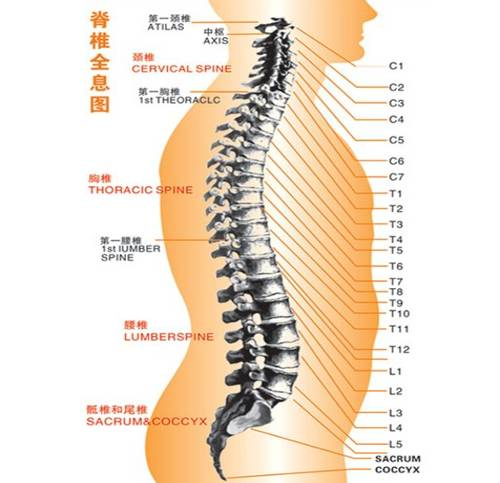 脊椎全息图
第一頚椎
ATILAS
中枢
AXIS
頚椎
CERVICAL SPINE
第一胸椎
1st THEORACLC
胸椎
THORACIC SPINE
第一腰椎
1st IUMBER
SPINE
腰椎
LUMBERSPINE
骶椎和尾椎
SACRUM&COCCYX
C1
C2
C3
C4
C5
C6
C7
T1
T2
T3
T4
T5
T6
T7
T8
T9
T10
T11
T12
L1
L2
L3
L4
L5
SACRUM
COCCYX